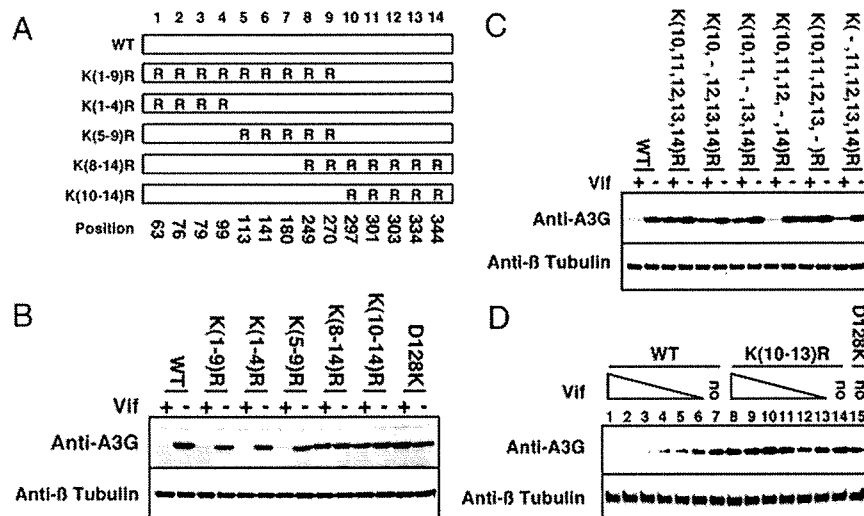 A
1 2 3 4 5 6 7 8 9 10 11 12 13 14
WT
K(1-9)R R R R R R R R R R
K(1-4)R R R R R
K(5-9)R R R R R R
K(8-14)R R R R R R R R
K(10-14)R R R R R R
Position 63 76 79 99 113 141 180 249 270 297 301 303 334 344
B
WT K(1-9)R K(1-4)R K(5-9)R K(8-14)R K(10-14)R D128K
Vif + - + - + - + - + - + - + -
Anti-A3G
Anti-ß Tubulin
C
WT K(10,11,12,13,14)R K(10,-,12,13,14)R K(10,11,-,13,14)R K(10,11,12,-,14)R K(10,11,12,13,-)R K(-,11,12,13,14)R
Vif + - + - + - + - + - + - + -
Anti-A3G
Anti-ß Tubulin
D
WT K(10-13)R D128K
Vif no no no
1 2 3 4 5 6 7 8 9 10 11 12 13 14 15
Anti-A3G
Anti-ß Tubulin